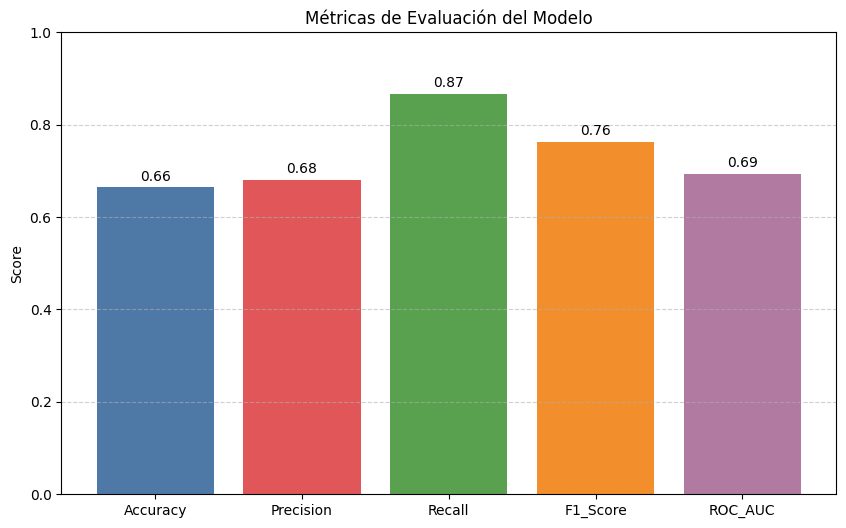 Métricas de Evaluación del Modelo
Score
1.0
0.8
0.6
0.4
0.2
0.0
0.66
0.68
0.87
0.76
0.69
Accuracy
Precision
Recall
F1_Score
ROC_AUC